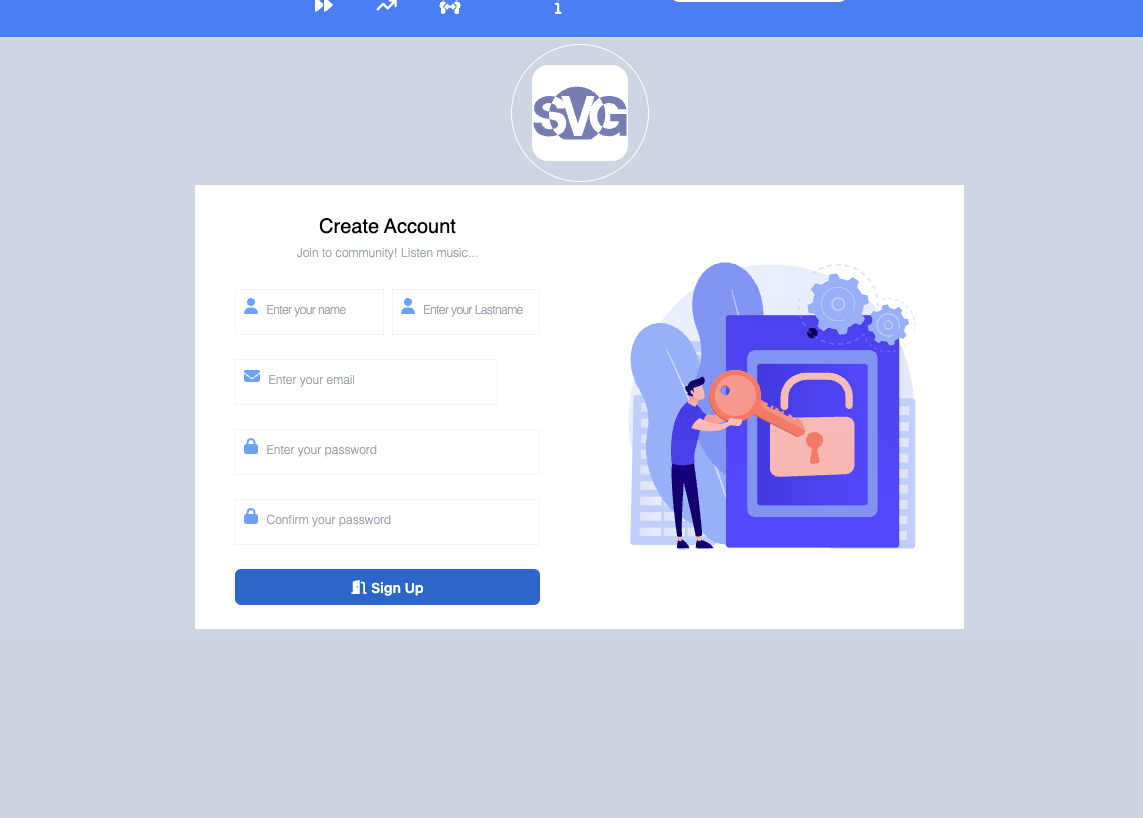 1
SVG
Create Account
Join to community! Listen music...
Enter your name
Enter your Lastname
Enter your email
Enter your password
Confirm your password
Sign Up